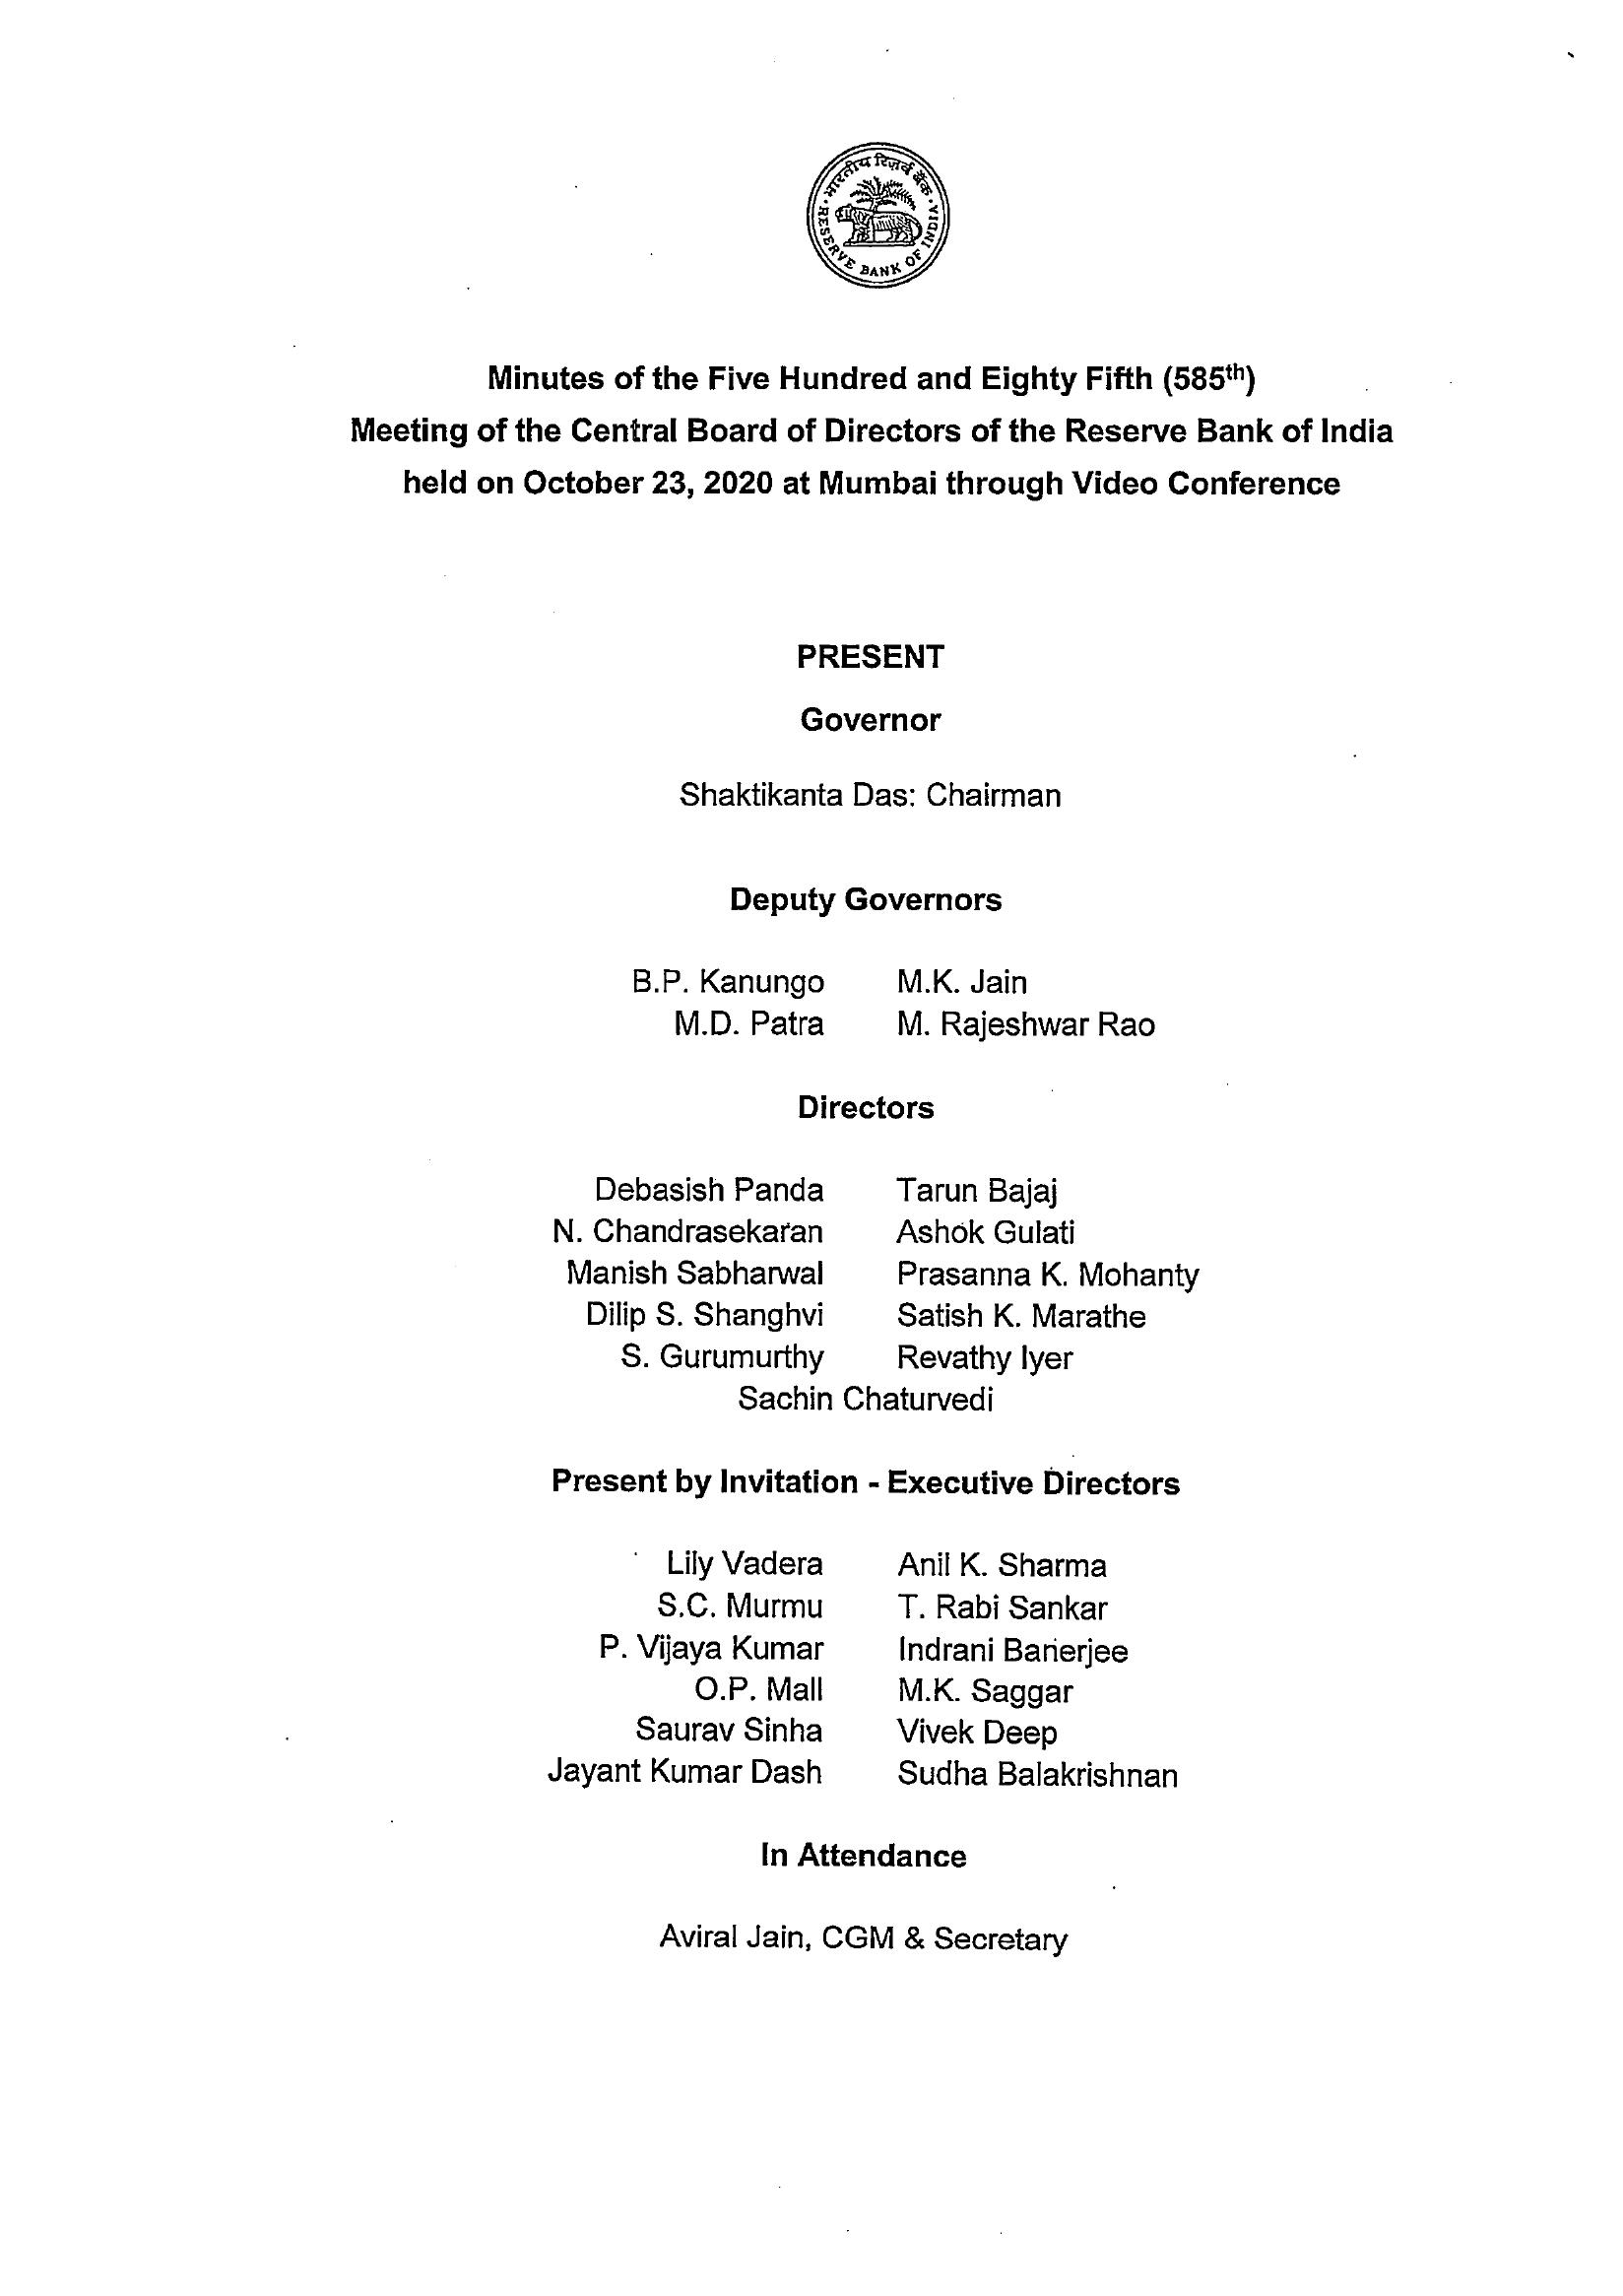 भारतीय रिज़र्व बैंक
RESERVE BANK OF INDIA
Minutes of the Five Hundred and Eighty Fifth (585th)
Meeting of the Central Board of Directors of the Reserve Bank of India
held on October 23, 2020 at Mumbai through Video Conference
PRESENT
Governor
Shaktikanta Das: Chairman
Deputy Governors
B.P. Kanungo M.K. Jain
M.D. Patra M. Rajeshwar Rao
Directors
Debasish Panda Tarun Bajaj
N. Chandrasekaran Ashok Gulati
Manish Sabharwal Prasanna K. Mohanty
Dilip S. Shanghvi Satish K. Marathe
S. Gurumurthy Revathy Iyer
Sachin Chaturvedi
Present by Invitation - Executive Directors
Lily Vadera Anil K. Sharma
S.C. Murmu T. Rabi Sankar
P. Vijaya Kumar Indrani Banerjee
O.P. Mall M.K. Saggar
Saurav Sinha Vivek Deep
Jayant Kumar Dash Sudha Balakrishnan
In Attendance
Aviral Jain, CGM & Secretary